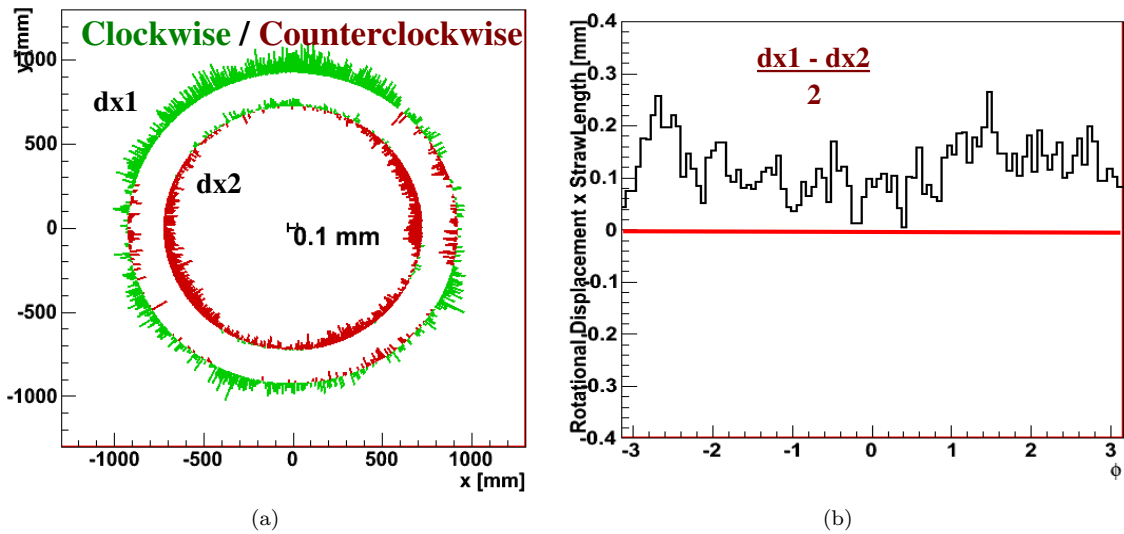 Clockwise / Counterclockwise
y [mm]
1000
500
0
-500
-1000
dx1
dx2
0.1 mm
-1000 -500 0 500 1000
x [mm]
(a)
Rotational Displacement x StrawLength [mm]
0.4
0.3
0.2
0.1
0
-0.1
-0.2
-0.3
-0.4
dx1 - dx2
2
-3 -2 -1 0 1 2 3
ϕ
(b)